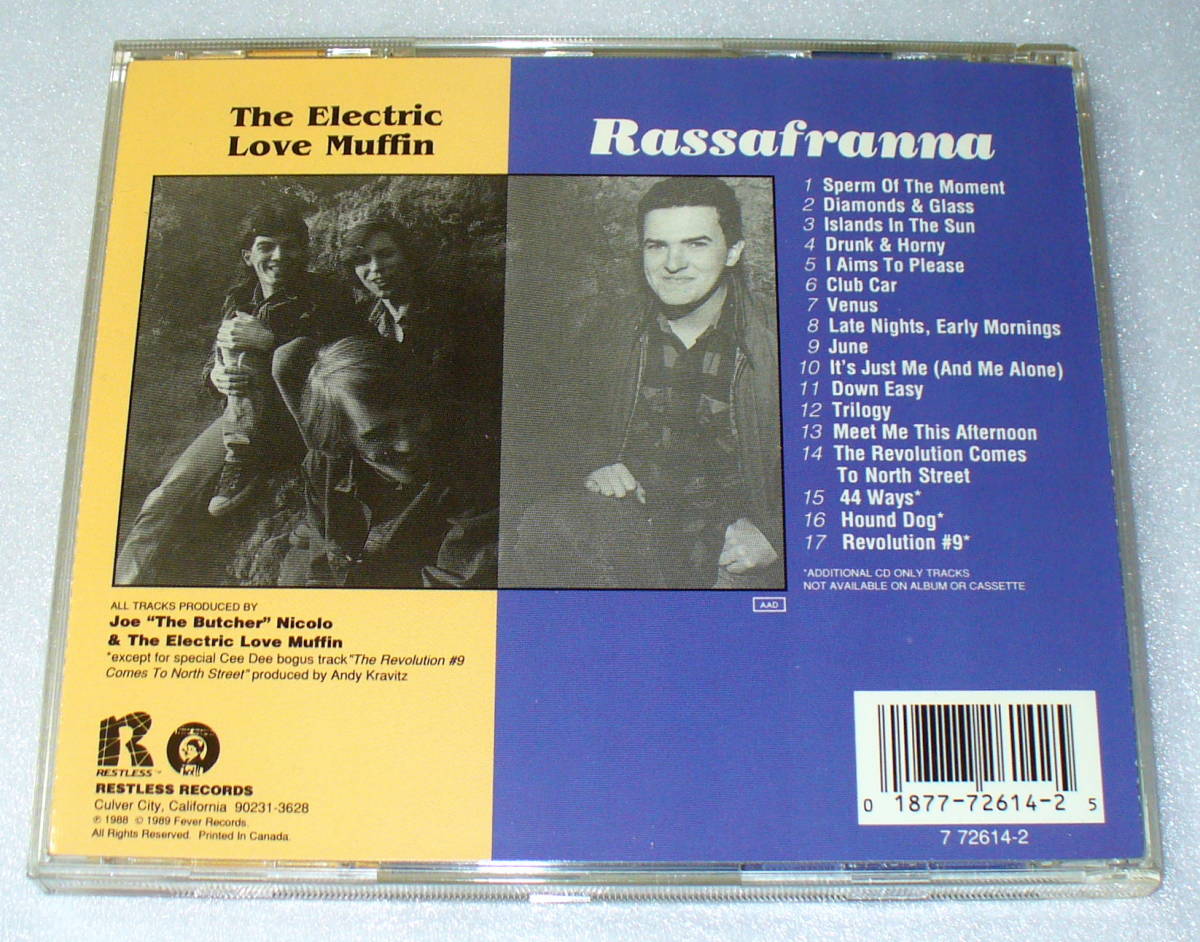 The Electric
Love Muffin
Rassafranna
1 Sperm Of The Moment
2 Diamonds & Glass
3 Islands In The Sun
4 Drunk & Horny
5 I Aims To Please
6 Club Car
7 Venus
8 Late Nights, Early Mornings
9 June
10 It's Just Me (And Me Alone)
11 Down Easy
12 Trilogy
13 Meet Me This Afternoon
14 The Revolution Comes
To North Street
15 44 Ways*
16 Hound Dog*
17 Revolution #9*
*ADDITIONAL CD ONLY TRACKS
NOT AVAILABLE ON ALBUM OR CASSETTE
AAD
ALL TRACKS PRODUCED BY
Joe "The Butcher" Nicolo
& The Electric Love Muffin
*except for special Cee Dee bogus track "The Revolution #9
Comes To North Street" produced by Andy Kravitz
RESTLESS™
RESTLESS RECORDS
Culver City, California 90231-3628
℗ 1988 © 1989 Fever Records.
All Rights Reserved. Printed In Canada.
0 1877-72614-2 5
7 72614-2